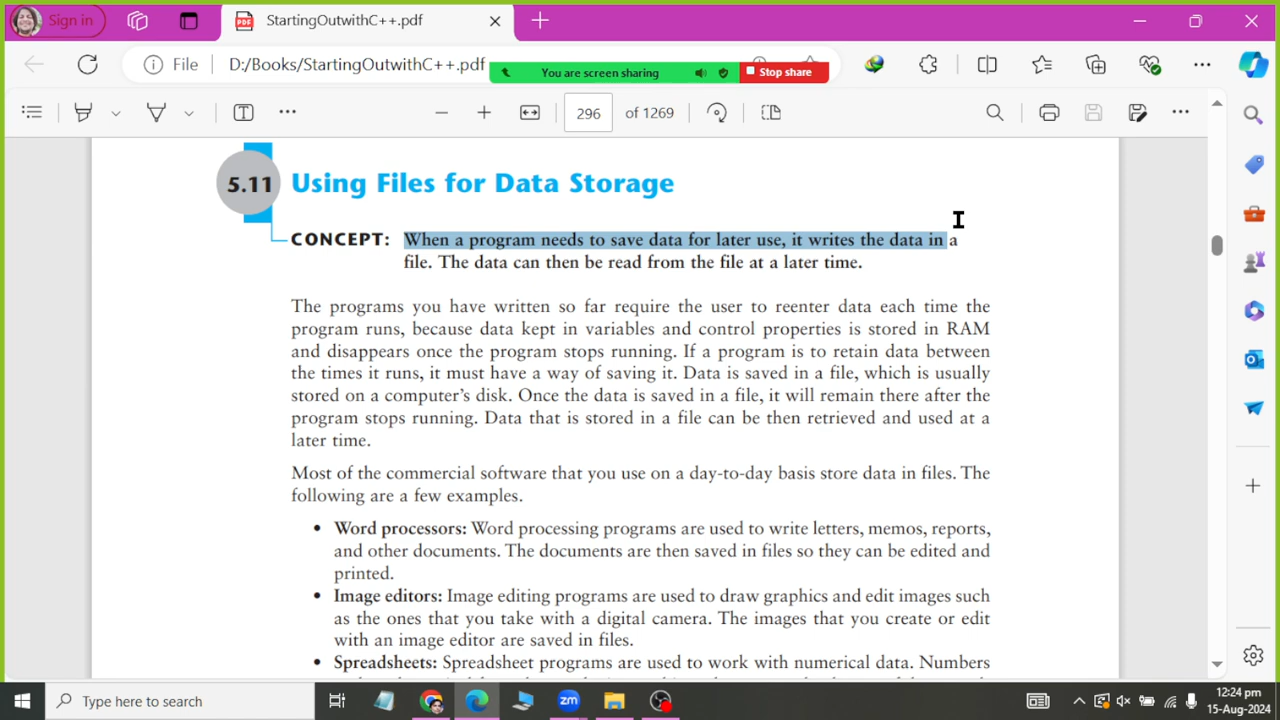 Sign in
StartingOutwithC++.pdf
File
D:/Books/StartingOutwithC++.pdf
You are screen sharing
Stop share
296
of 1269
5.11
Using Files for Data Storage
CONCEPT: When a program needs to save data for later use, it writes the data in a
file. The data can then be read from the file at a later time.
The programs you have written so far require the user to reenter data each time the
program runs, because data kept in variables and control properties is stored in RAM
and disappears once the program stops running. If a program is to retain data between
the times it runs, it must have a way of saving it. Data is saved in a file, which is usually
stored on a computer's disk. Once the data is saved in a file, it will remain there after the
program stops running. Data that is stored in a file can be then retrieved and used at a
later time.
Most of the commercial software that you use on a day-to-day basis store data in files. The
following are a few examples.
• Word processors: Word processing programs are used to write letters, memos, reports,
and other documents. The documents are then saved in files so they can be edited and
printed.
• Image editors: Image editing programs are used to draw graphics and edit images such
as the ones that you take with a digital camera. The images that you create or edit
with an image editor are saved in files.
• Spreadsheets: Spreadsheet programs are used to work with numerical data. Numbers
Type here to search
zm
12:24 pm
15-Aug-2024